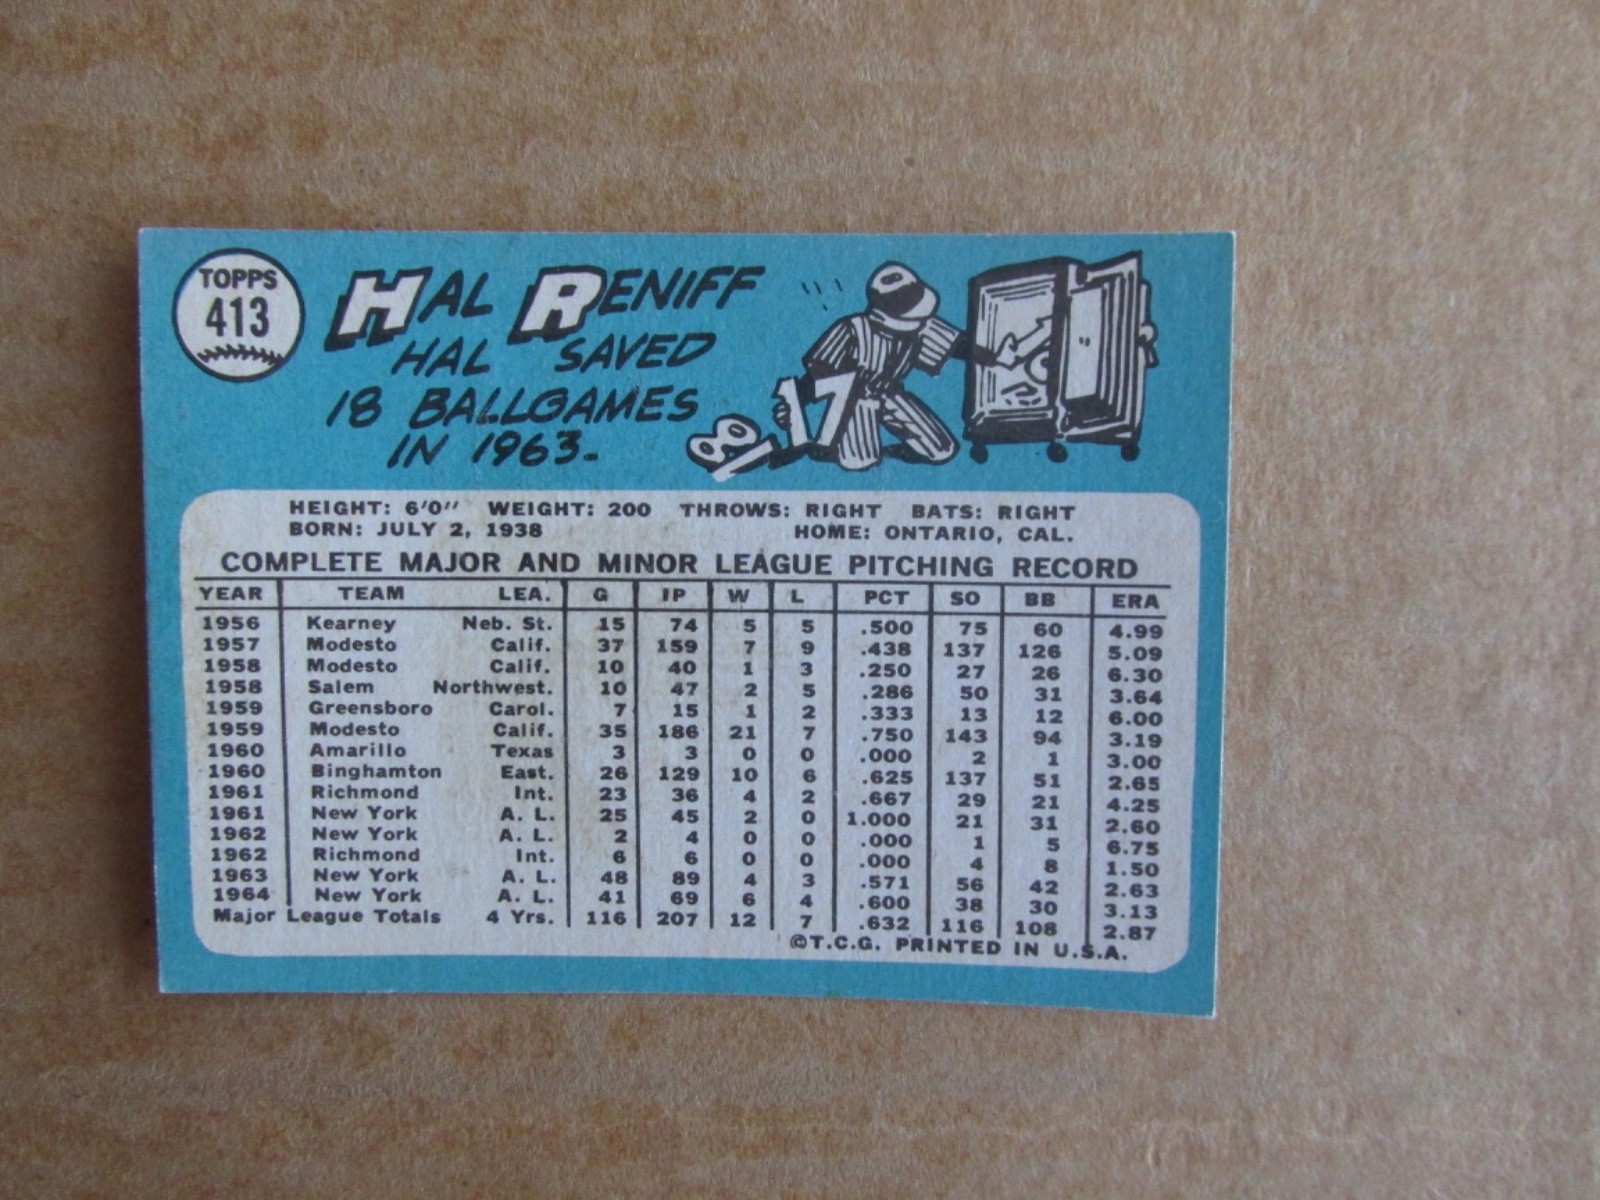 TOPPS
413
HAL RENIFF
HAL SAVED
18 BALLGAMES
IN 1963.
18
17
HEIGHT: 6'0" WEIGHT: 200 THROWS: RIGHT BATS: RIGHT
BORN: JULY 2, 1938 HOME: ONTARIO, CAL.
COMPLETE MAJOR AND MINOR LEAGUE PITCHING RECORD
YEAR TEAM LEA. G IP W L PCT SO BB ERA
1956 Kearney Neb. St. 15 74 5 5 .500 75 60 4.99
1957 Modesto Calif. 37 159 7 9 .438 137 126 5.09
1958 Modesto Calif. 10 40 1 3 .250 27 26 6.30
1958 Salem Northwest. 10 47 2 5 .286 50 31 3.64
1959 Greensboro Carol. 7 15 1 2 .333 13 12 6.00
1959 Modesto Calif. 35 186 21 7 .750 143 94 3.19
1960 Amarillo Texas 3 3 0 0 .000 2 1 3.00
1960 Binghamton East. 26 129 10 6 .625 137 51 2.65
1961 Richmond Int. 23 36 4 2 .667 29 21 4.25
1961 New York A. L. 25 45 2 0 1.000 21 31 2.60
1962 New York A. L. 2 4 0 0 .000 1 5 6.75
1962 Richmond Int. 6 6 0 0 .000 4 8 1.50
1963 New York A. L. 48 89 4 3 .571 56 42 2.63
1964 New York A. L. 41 69 6 4 .600 38 30 3.13
Major League Totals 4 Yrs. 116 207 12 7 .632 116 108 2.87
©T.C.G. PRINTED IN U.S.A.